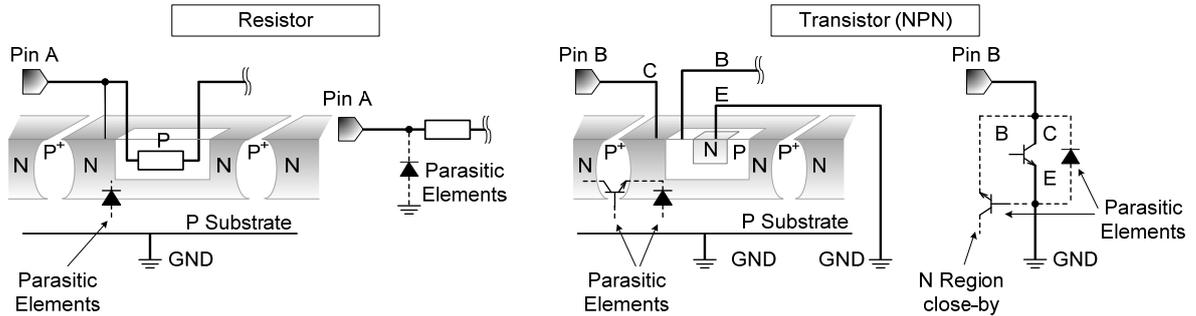 Resistor
Transistor (NPN)
Pin A
Pin B
Pin B
C
B
E
Pin A
N
P+
N
P
N
P+
N
N
P+
N
N
P
N
P+
N
B
C
E
Parasitic
Elements
P Substrate
GND
Parasitic
Elements
P Substrate
GND
GND
Parasitic
Elements
Parasitic
Elements
N Region
close-by
GND